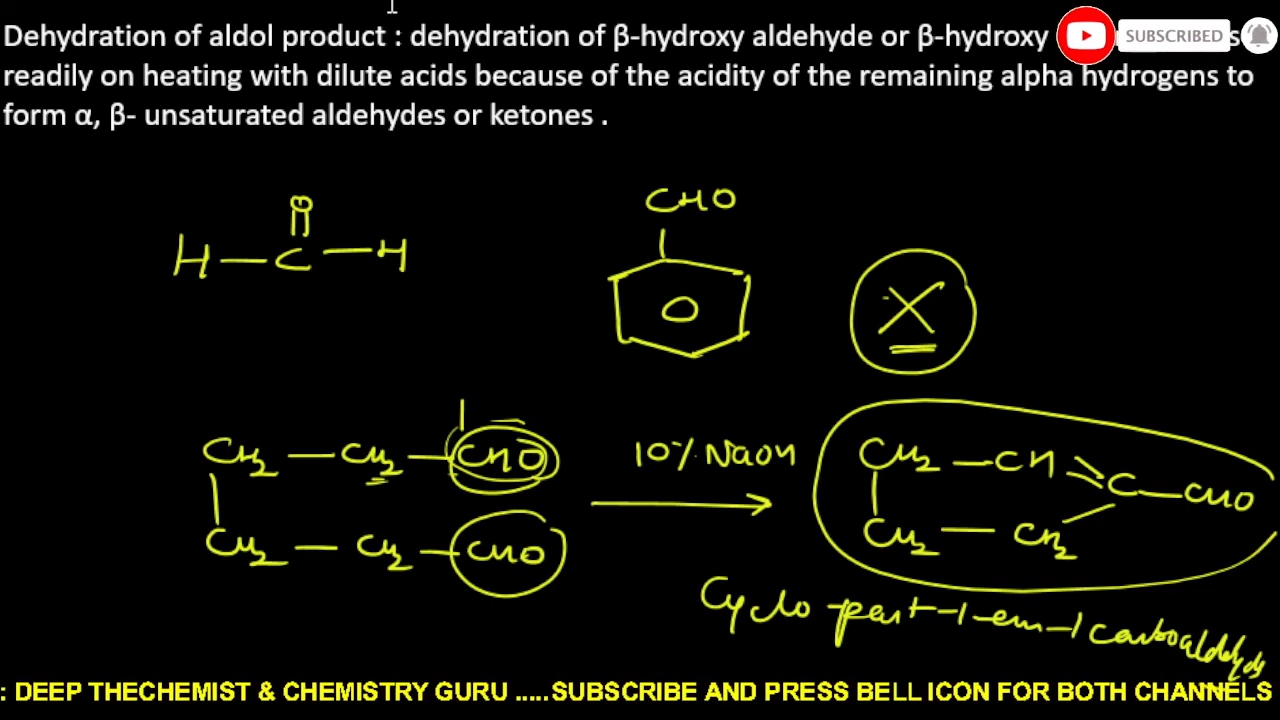 Dehydration of aldol product : dehydration of β-hydroxy aldehyde or β-hydroxy
SUBSCRIBED
readily on heating with dilute acids because of the acidity of the remaining alpha hydrogens to
form α, β- unsaturated aldehydes or ketones .
O
H — C — H
CHO
O
X
CH2 — CH2 — CHO
10% NaOH
CH2 — CH = C — CHO
CH2 — CH2 — CHO
CH2 — CH2
Cyclo pent-1-en-1 carboaldehyde
: DEEP THECHEMIST & CHEMISTRY GURU .....SUBSCRIBE AND PRESS BELL ICON FOR BOTH CHANNELS